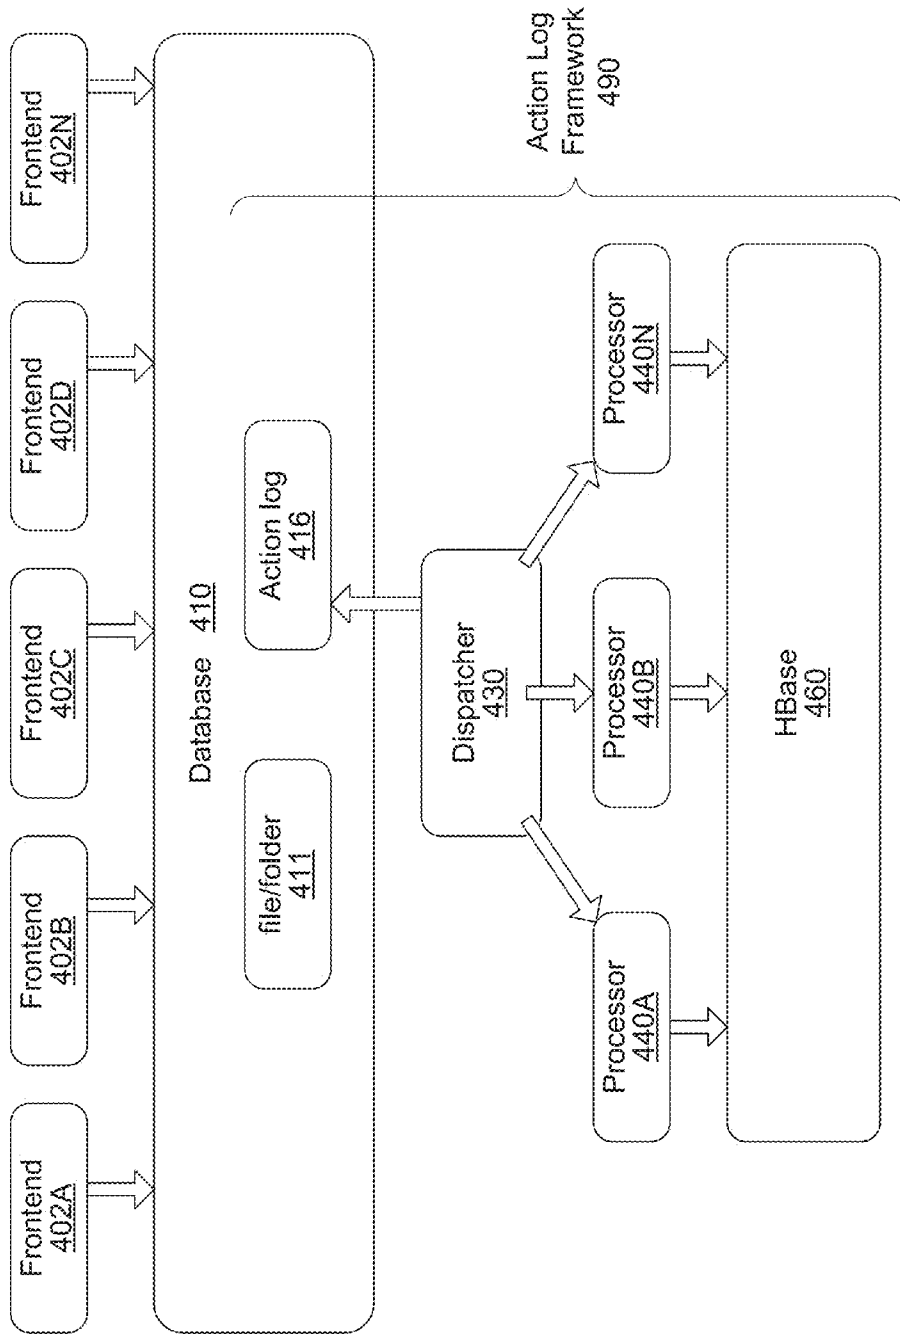 Frontend
402A
Frontend
402B
Frontend
402C
Frontend
402D
Frontend
402N
Database 410
file/folder
411
Action log
416
Dispatcher
430
Processor
440A
Processor
440B
Processor
440N
HBase
460
Action Log
Framework
490